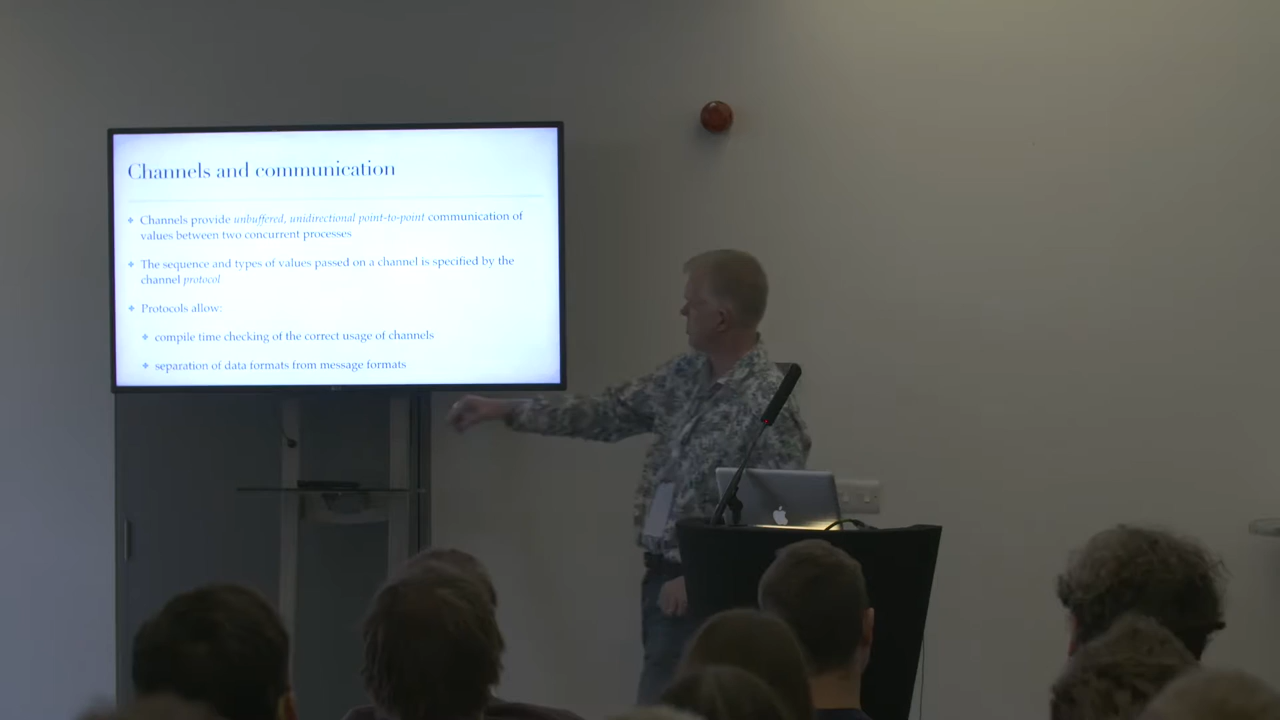 Channels and communication
Channels provide unbuffered, unidirectional point-to-point communication of
values between two concurrent processes
The sequence and types of values passed on a channel is specified by the
channel protocol
Protocols allow:
compile time checking of the correct usage of channels
separation of data formats from message formats